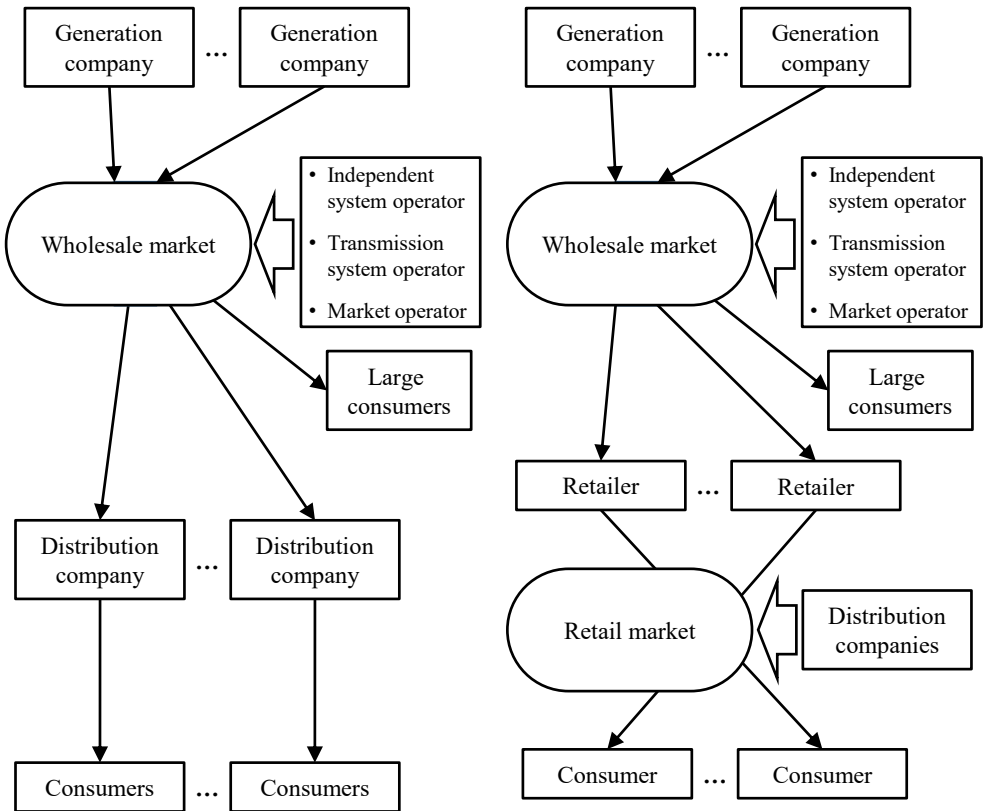 Generation
company
...
Generation
company
Wholesale market
• Independent
system operator
• Transmission
system operator
• Market operator
Large
consumers
Distribution
company
...
Distribution
company
Consumers
...
Consumers
Generation
company
...
Generation
company
Wholesale market
• Independent
system operator
• Transmission
system operator
• Market operator
Large
consumers
Retailer
...
Retailer
Retail market
Distribution
companies
Consumer
...
Consumer